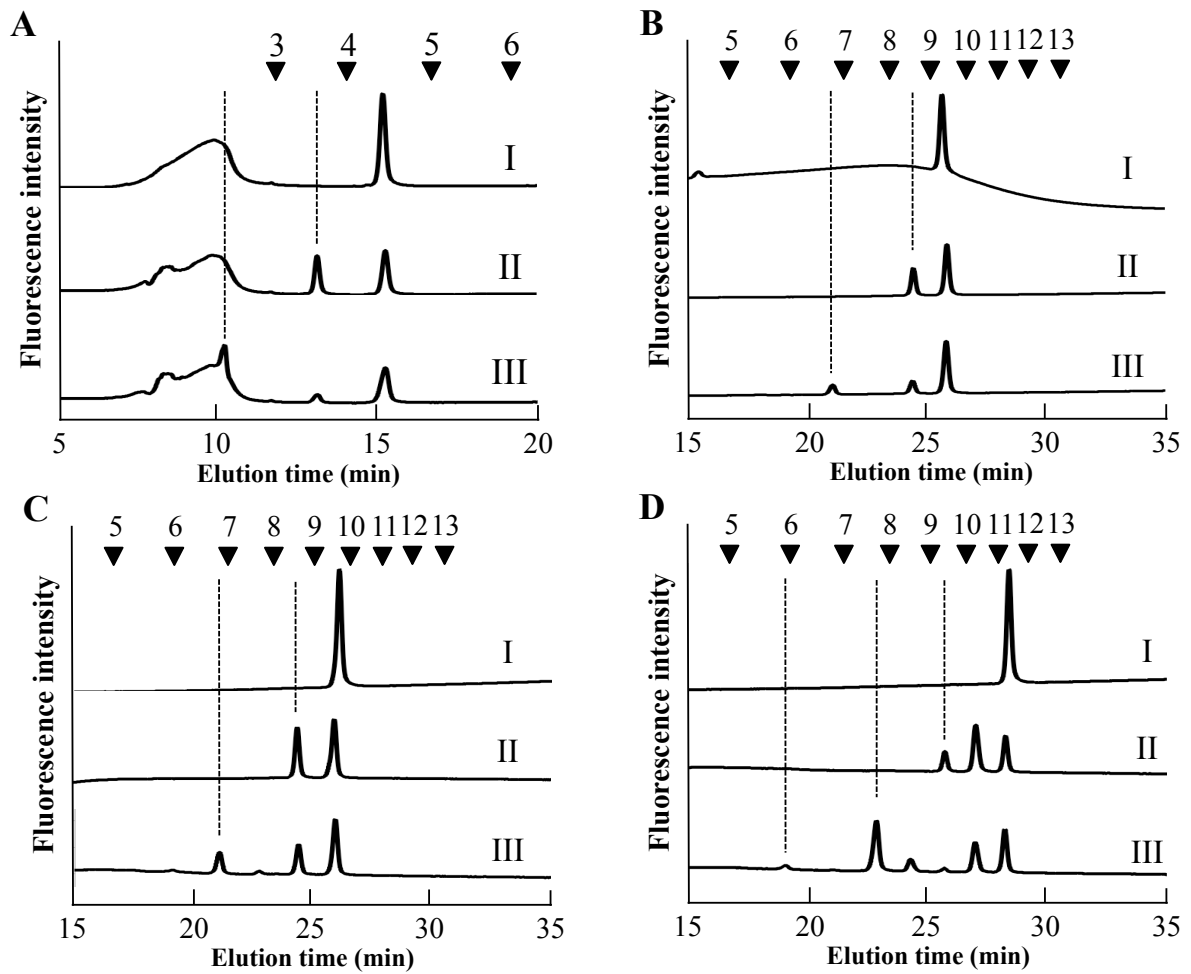 A
3 4 5 6
Fluorescence intensity
I
II
III
5 10 15 20
Elution time (min)
B
5 6 7 8 9 10 11 12 13
Fluorescence intensity
I
II
III
15 20 25 30 35
Elution time (min)
C
5 6 7 8 9 10 11 12 13
Fluorescence intensity
I
II
III
15 20 25 30 35
Elution time (min)
D
5 6 7 8 9 10 11 12 13
Fluorescence intensity
I
II
III
15 20 25 30 35
Elution time (min)